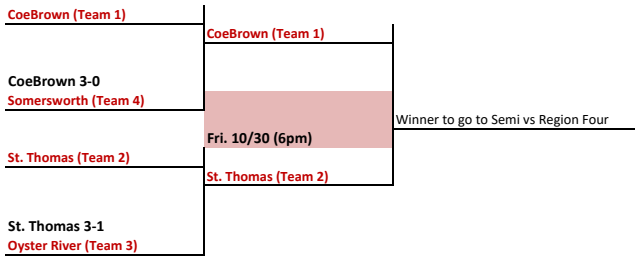 CoeBrown (Team 1)
CoeBrown (Team 1)
CoeBrown 3-0
Somersworth (Team 4)
Winner to go to Semi vs Region Four
Fri. 10/30 (6pm)
St. Thomas (Team 2)
St. Thomas (Team 2)
St. Thomas 3-1
Oyster River (Team 3)